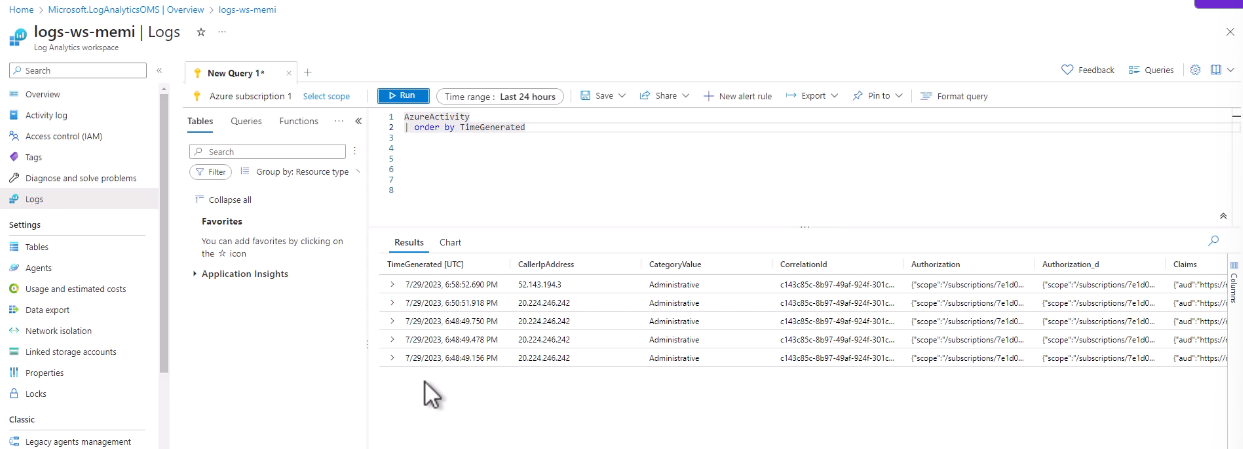 Home > Microsoft.LogAnalyticsOMS | Overview > logs-ws-memi
logs-ws-memi | Logs
Log Analytics workspace
Search
Overview
Activity log
Access control (IAM)
Tags
Diagnose and solve problems
Logs
Settings
Tables
Agents
Usage and estimated costs
Data export
Network isolation
Linked storage accounts
Properties
Locks
Classic
Legacy agents management
New Query 1*
Feedback
Queries
Azure subscription 1 Select scope
Run
Time range : Last 24 hours
Save
Share
New alert rule
Export
Pin to
Format query
Tables Queries Functions
Search
Filter
Group by: Resource type
Collapse all
Favorites
You can add favorites by clicking on
the ☆ icon
Application Insights
1 AzureActivity
2 | order by TimeGenerated
3
4
5
6
7
8
Results Chart
TimeGenerated [UTC] CallerIpAddress CategoryValue CorrelationId Authorization Authorization_d Claims
7/29/2023, 6:58:52.690 PM 52.143.194.3 Administrative c143c85c-8b97-49af-924f-301c... {"scope":"/subscriptions/7e1d0... {"scope":"/subscriptions/7e1d0... {"aud":"https://
7/29/2023, 6:50:51.918 PM 20.224.246.242 Administrative c143c85c-8b97-49af-924f-301c... {"scope":"/subscriptions/7e1d0... {"scope":"/subscriptions/7e1d0... {"aud":"https://
7/29/2023, 6:48:49.750 PM 20.224.246.242 Administrative c143c85c-8b97-49af-924f-301c... {"scope":"/subscriptions/7e1d0... {"scope":"/subscriptions/7e1d0... {"aud":"https://
7/29/2023, 6:48:49.478 PM 20.224.246.242 Administrative c143c85c-8b97-49af-924f-301c... {"scope":"/subscriptions/7e1d0... {"scope":"/subscriptions/7e1d0... {"aud":"https://
7/29/2023, 6:48:49.156 PM 20.224.246.242 Administrative c143c85c-8b97-49af-924f-301c... {"scope":"/subscriptions/7e1d0... {"scope":"/subscriptions/7e1d0... {"aud":"https://
Columns